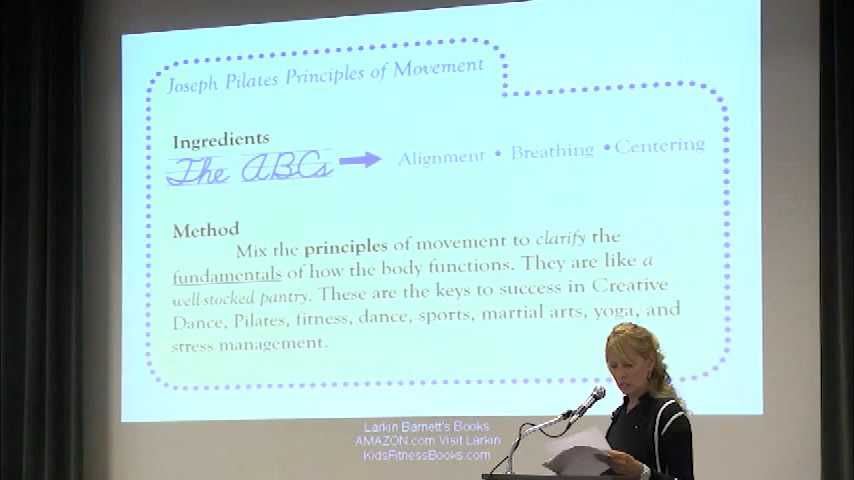 Joseph Pilates Principles of Movement
Ingredients
The ABCs → Alignment • Breathing • Centering
Method
Mix the principles of movement to clarify the
fundamentals of how the body functions. They are like a
well-stocked pantry. These are the keys to success in Creative
Dance, Pilates, fitness, dance, sports, martial arts, yoga, and
stress management.
Larkin Barnett's Books
AMAZON.com Visit Larkin
KidsFitnessBooks.com